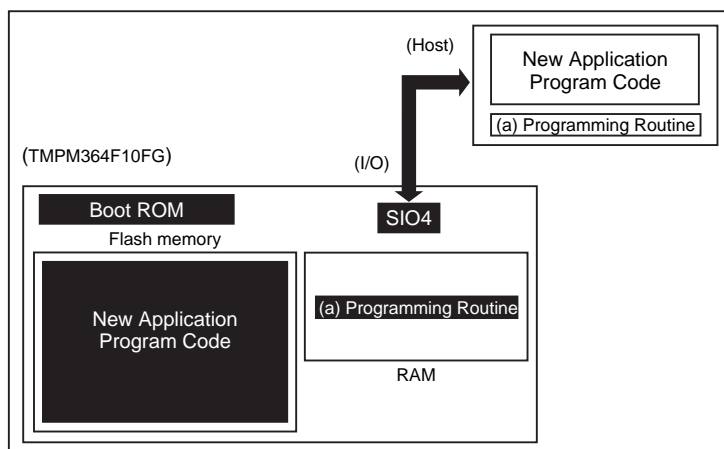 (Host)
New Application
Program Code
(a) Programming Routine
(TMPM364F10FG)
(I/O)
Boot ROM
SIO4
Flash memory
New Application
Program Code
(a) Programming Routine
RAM